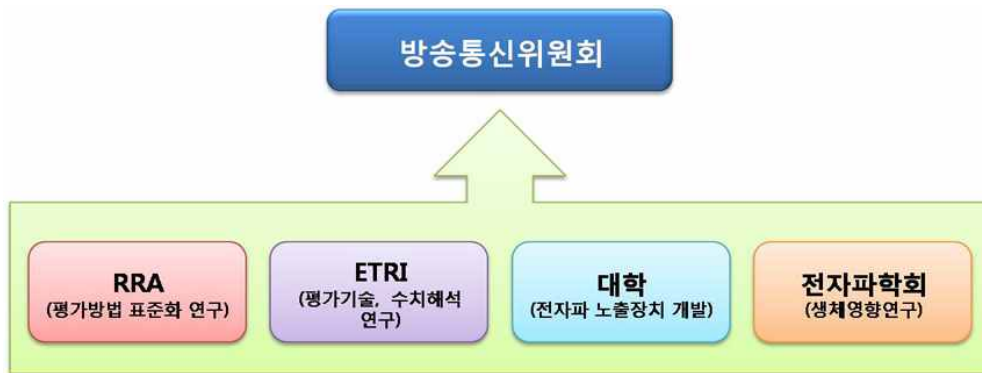 방송통신위원회
RRA
(평가방법 표준화 연구)
ETRI
(평가기술, 수치해석
연구)
대학
(전자파 노출장치 개발)
전자파학회
(생체영향연구)